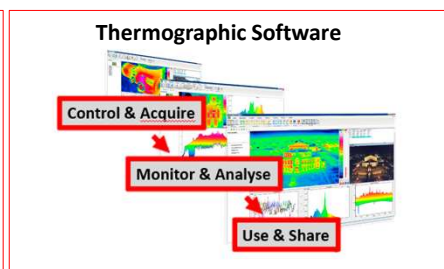 Thermographic Software
Control & Acquire
Monitor & Analyse
Use & Share